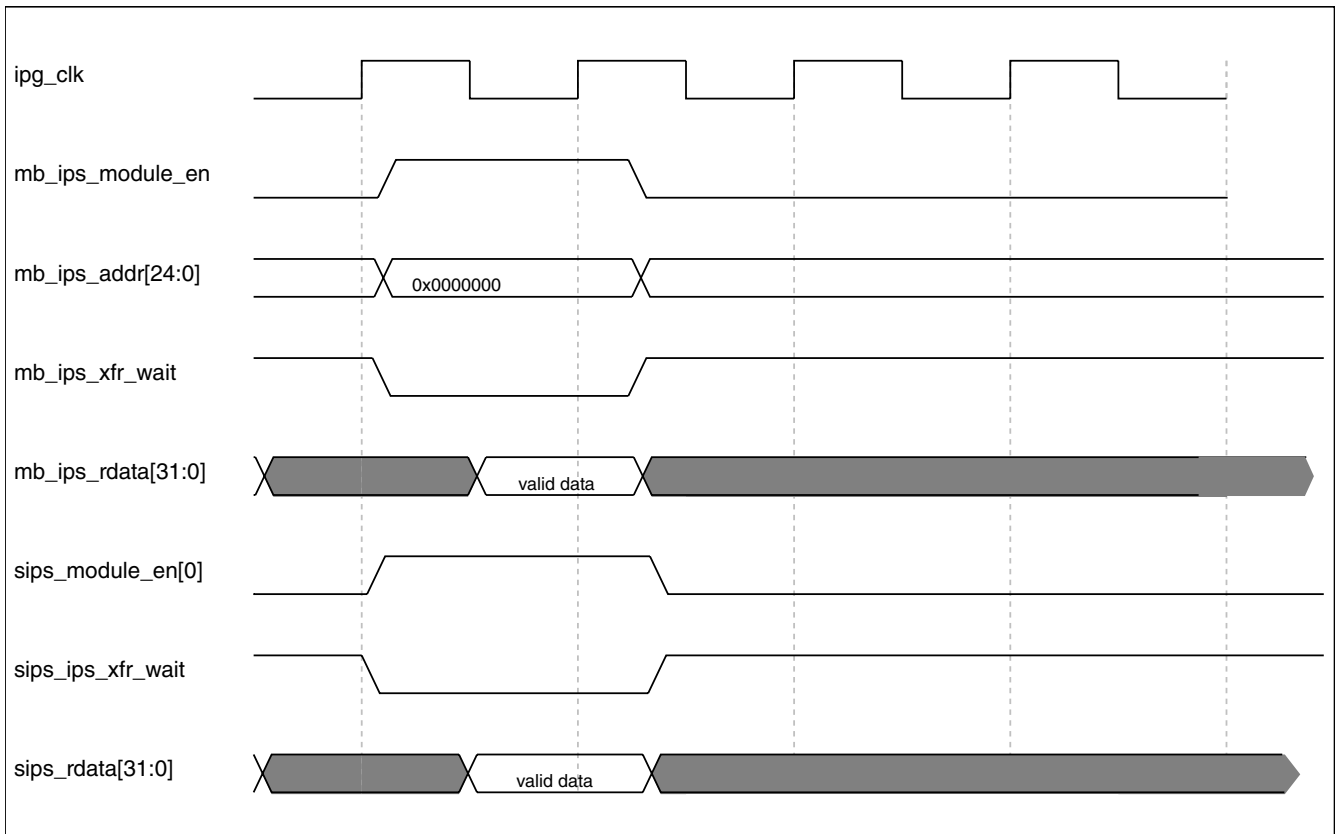 ipg_clk
mb_ips_module_en
mb_ips_addr[24:0]
0x0000000
mb_ips_xfr_wait
mb_ips_rdata[31:0]
valid data
sips_module_en[0]
sips_ips_xfr_wait
sips_rdata[31:0]
valid data